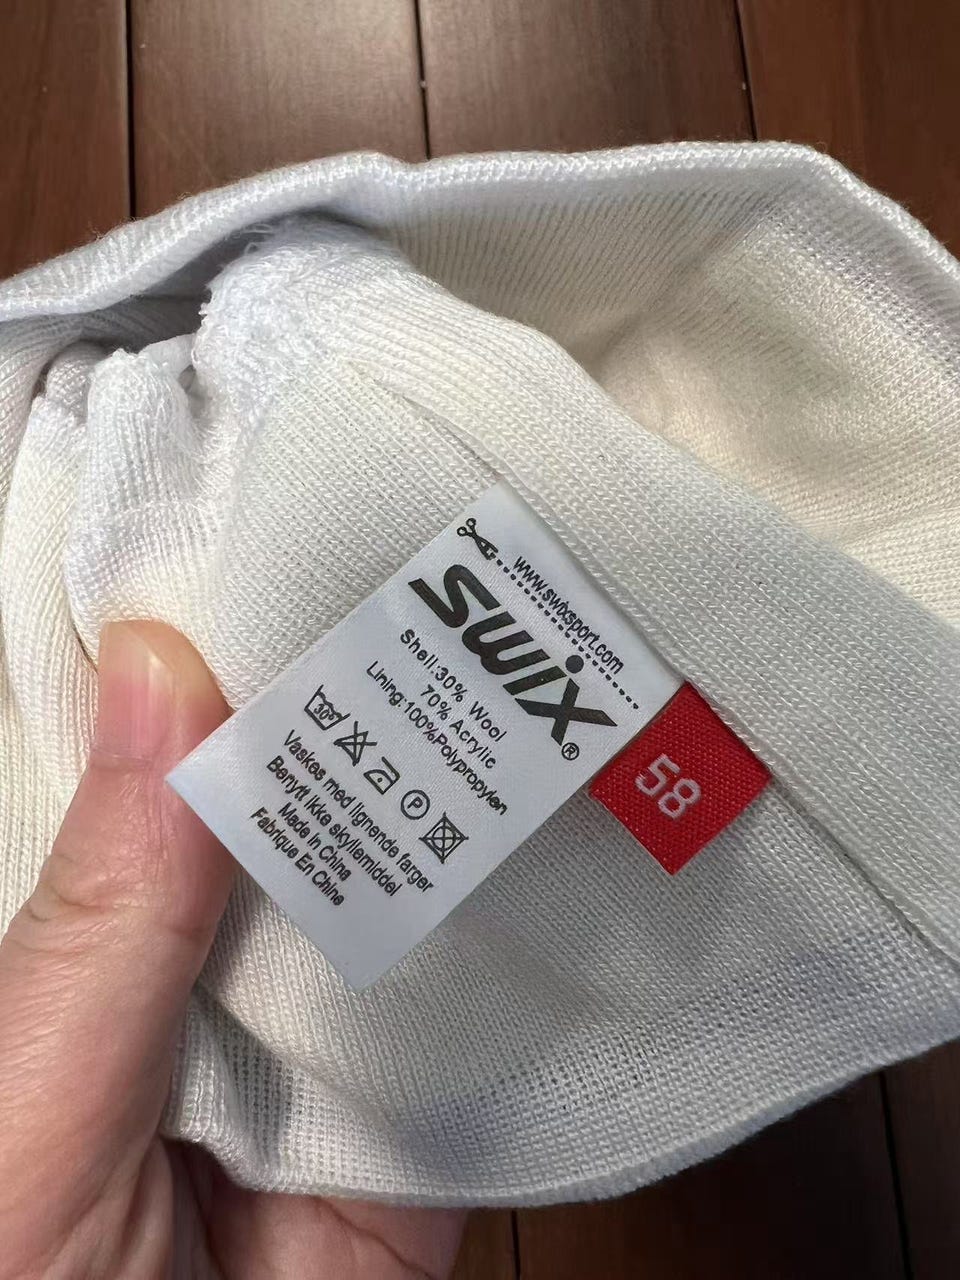 www.swixsport.com
swix®
Shell:30% Wool
70% Acrylic
Lining:100%Polypropylen
30°
P
Vaskes med lignende farger
Benytt ikke skyllemiddel
Made in China
Fabrique En Chine
58